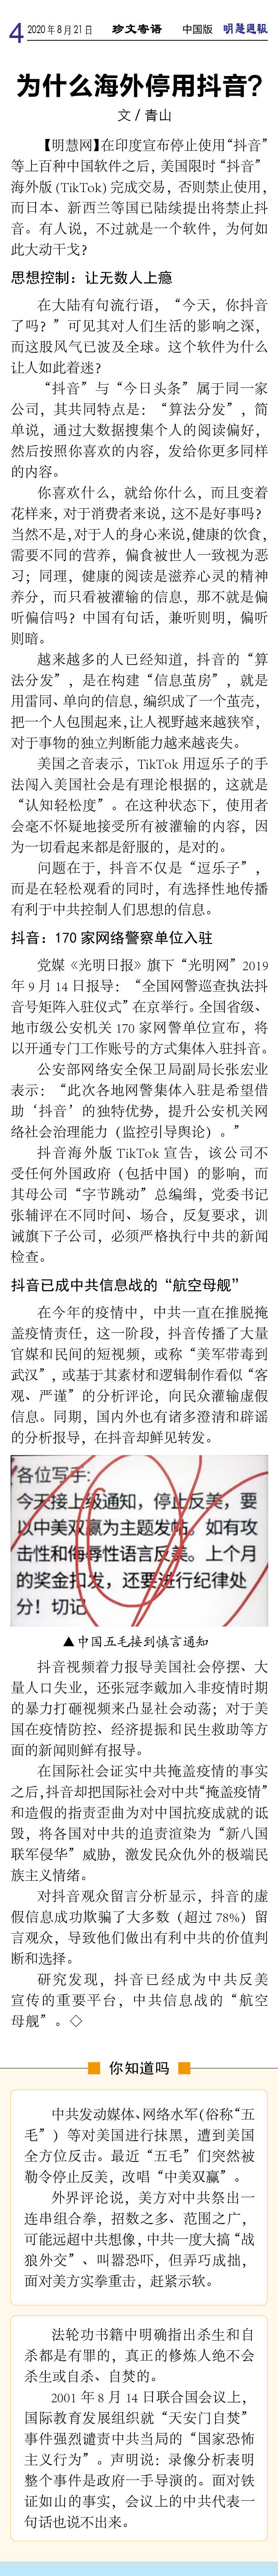 4 2020年8月21日 珍文寄语 中国版 明慧週報
为什么海外停用抖音？
文 / 青山
【明慧网】在印度宣布停止使用“抖音”
等上百种中国软件之后，美国限时“抖音”
海外版 (TikTok) 完成交易，否则禁止使用，
而日本、新西兰等国已陆续提出将禁止抖
音。有人说，不过就是一个软件，为何如
此大动干戈？
思想控制：让无数人上瘾
在大陆有句流行语，“今天，你抖音
了吗？”可见其对人们生活的影响之深，
而这股风气已波及全球。这个软件为什么
让人如此着迷？
“抖音”与“今日头条”属于同一家
公司，其共同特点是：“算法分发”，简
单说，通过大数据搜集个人的阅读偏好，
然后按照你喜欢的内容，发给你更多同样
的内容。
你喜欢什么，就给你什么，而且变着
花样来，对于消费者来说，这不是好事吗？
当然不是，对于人的身心来说，健康的饮食，
需要不同的营养，偏食被世人一致视为恶
习；同理，健康的阅读是滋养心灵的精神
养分，而只看被灌输的信息，那不就是偏
听偏信吗？中国有句话，兼听则明，偏听
则暗。
越来越多的人已经知道，抖音的“算
法分发”，是在构建“信息茧房”，就是
用雷同、单向的信息，编织成了一个茧壳，
把一个人包围起来，让人视野越来越狭窄，
对于事物的独立判断能力越来越丧失。
美国之音表示，TikTok 用逗乐子的手
法闯入美国社会是有理论根据的，这就是
“认知轻松度”。在这种状态下，使用者
会毫不怀疑地接受所有被灌输的内容，因
为一切看起来都是舒服的，是对的。
问题在于，抖音不仅是“逗乐子”，
而是在轻松观看的同时，有选择性地传播
有利于中共控制人们思想的信息。
抖音：170 家网络警察单位入驻
党媒《光明日报》旗下“光明网”2019
年 9 月 14 日报导：“全国网警巡查执法抖
音号矩阵入驻仪式”在京举行。全国省级、
地市级公安机关 170 家网警单位宣布，将
以开通专门工作账号的方式集体入驻抖音。
公安部网络安全保卫局副局长张宏业
表示：“此次各地网警集体入驻是希望借
助‘抖音’的独特优势，提升公安机关网
络社会治理能力（监控引导舆论）。”
抖音海外版 TikTok 宣告，该公司不
受任何外国政府（包括中国）的影响，而
其母公司“字节跳动”总编辑，党委书记
张辅评在不同时间、场合，反复要求，训
诫旗下子公司，必须严格执行中共的新闻
检查。
抖音已成中共信息战的“航空母舰”
在今年的疫情中，中共一直在推脱掩
盖疫情责任，这一阶段，抖音传播了大量
官媒和民间的短视频，或称“美军带毒到
武汉”，或基于其素材和逻辑制作看似“客
观、严谨”的分析评论，向民众灌输虚假
信息。同期，国内外也有诸多澄清和辟谣
的分析报导，在抖音却鲜见转发。
各位写手：
今天接上级通知，停止反美，要
以中美双赢为主题发帖。如有攻
击性和侮辱性语言反美。上个月
的奖金扣发，还要进行纪律处
分！切记
▲中国五毛接到慎言通知
抖音视频着力报导美国社会停摆、大
量人口失业，还张冠李戴加入非疫情时期
的暴力打砸视频来凸显社会动荡；对于美
国在疫情防控、经济提振和民生救助等方
面的新闻则鲜有报导。
在国际社会证实中共掩盖疫情的事实
之后，抖音却把国际社会对中共“掩盖疫情”
和造假的指责歪曲为对中国抗疫成就的诋
毁，将各国对中共的追责渲染为“新八国
联军侵华”威胁，激发民众仇外的极端民
族主义情绪。
对抖音观众留言分析显示，抖音的虚
假信息成功欺骗了大多数（超过 78%）留
言观众，导致他们做出有利中共的价值判
断和选择。
研究发现，抖音已经成为中共反美
宣传的重要平台，中共信息战的“航空
母舰”。◇
你知道吗
中共发动媒体、网络水军（俗称“五
毛”）等对美国进行抹黑，遭到美国
全方位反击。最近“五毛”们突然被
勒令停止反美，改唱“中美双赢”。
外界评论说，美方对中共祭出一
连串组合拳，招数之多、范围之广，
可能远超中共想像，中共一度大搞“战
狼外交”、叫嚣恐吓，但弄巧成拙，
面对美方实拳重击，赶紧示软。
法轮功书籍中明确指出杀生和自
杀都是有罪的，真正的修炼人绝不会
杀生或自杀、自焚的。
2001 年 8 月 14 日联合国会议上，
国际教育发展组织就“天安门自焚”
事件强烈谴责中共当局的“国家恐怖
主义行为”。声明说：录像分析表明
整个事件是政府一手导演的。面对铁
证如山的事实，会议上的中共代表一
句话也说不出来。